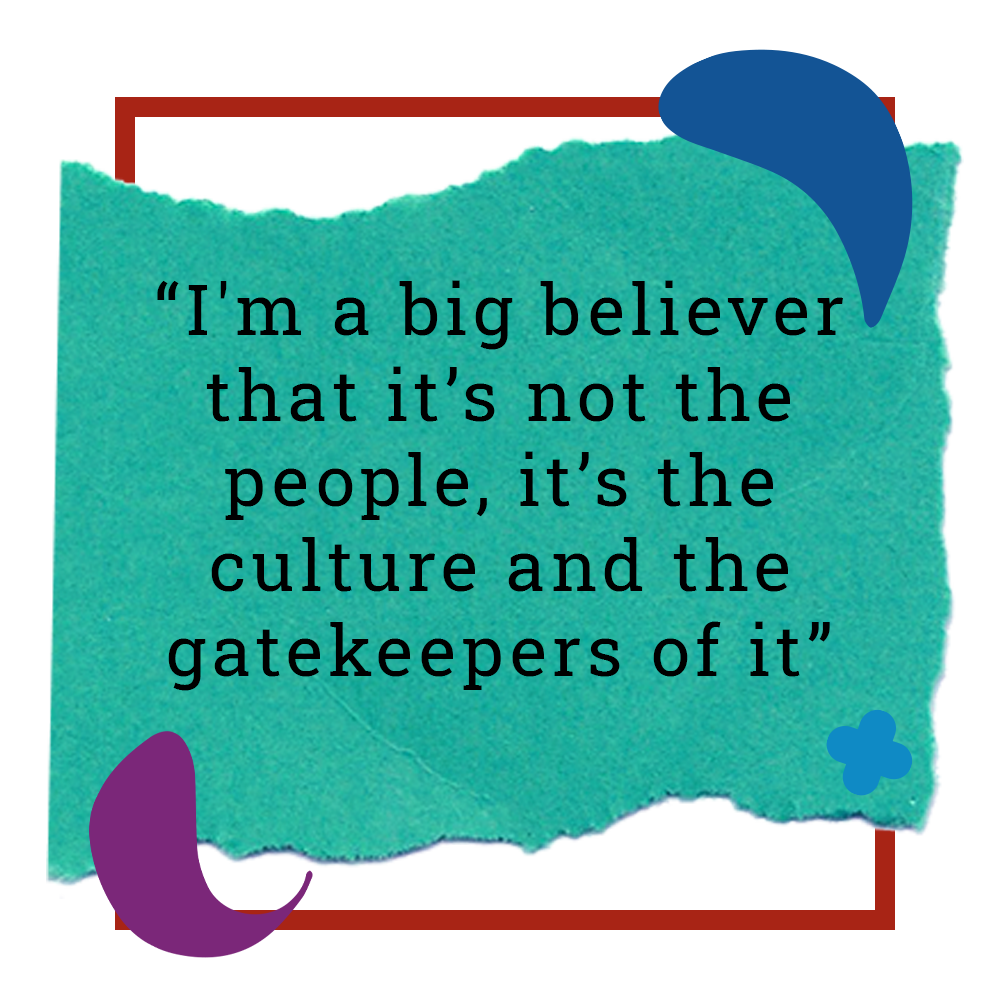 “I'm a big believer
that it’s not the
people, it’s the
culture and the
gatekeepers of it”